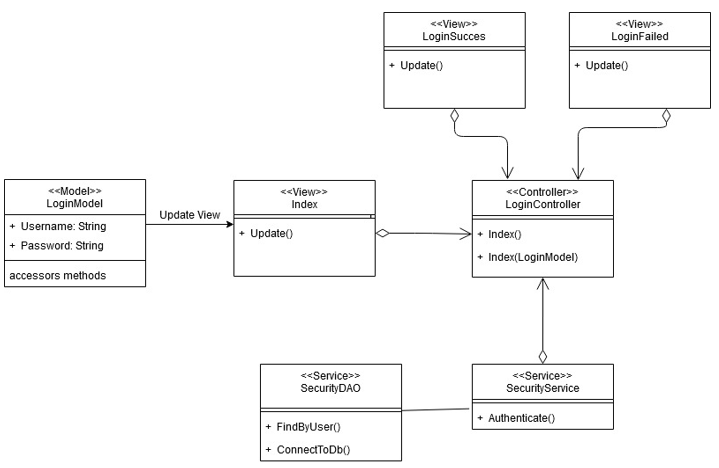 <<View>>
LoginSucces
+ Update()
<<View>>
LoginFailed
+ Update()
<<Model>>
LoginModel
+ Username: String
+ Password: String
accessors methods
Update View
<<View>>
Index
+ Update()
<<Controller>>
LoginController
+ Index()
+ Index(LoginModel)
<<Service>>
SecurityDAO
+ FindByUser()
+ ConnectToDb()
<<Service>>
SecurityService
+ Authenticate()